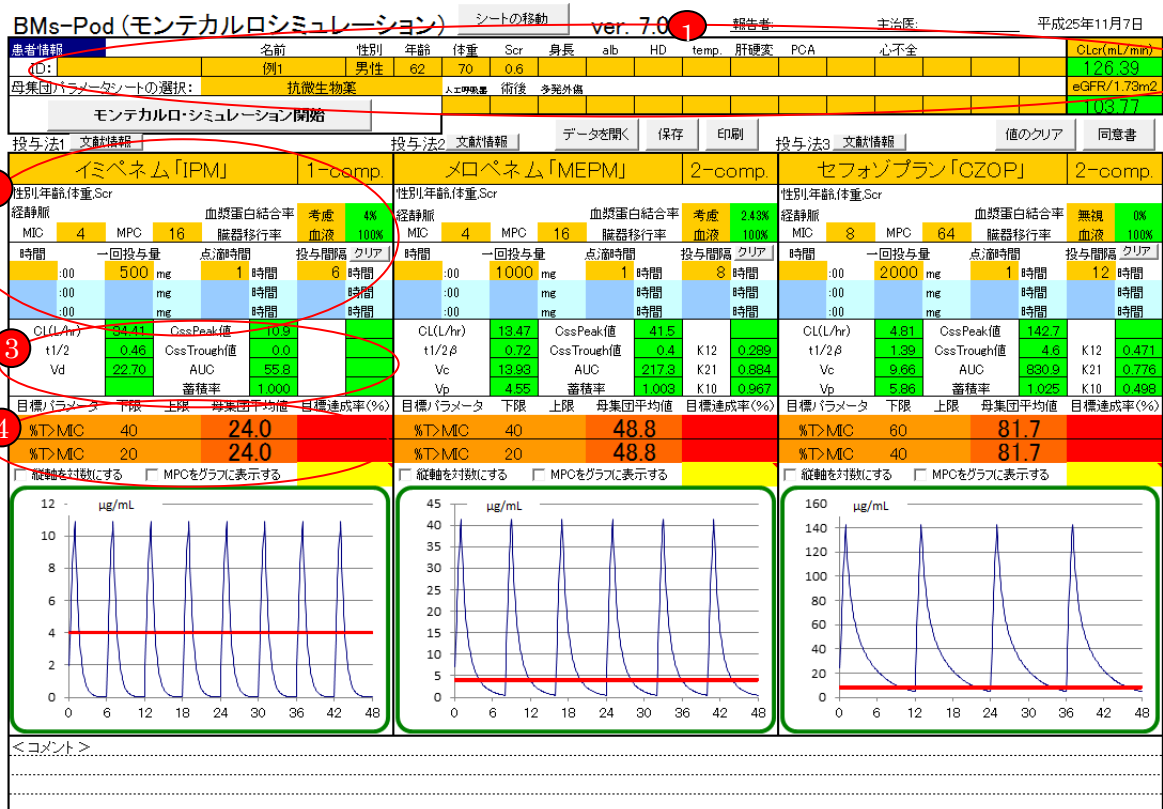 BMs-Pod (モンテカルロシミュレーション) シートの移動 ver. 7.0 報告者: 主治医: 平成25年11月7日
1
患者情報 名前 性別 年齢 体重 Scr 身長 alb HD temp. 肝硬変 PCA 心不全 CLcr(mL/min)
ID: 例1 男性 62 70 0.6 126.39
母集団パラメータシートの選択: 抗微生物薬 人工呼吸器 術後 多発外傷 eGFR/1.73m2
モンテカルロ・シミュレーション開始 103.77
投与法1 文献情報 投与法2 文献情報 データを開く 保存 印刷 投与法3 文献情報 値のクリア 同意書
イミペネム「IPM」 1-comp. メロペネム「MEPM」 2-comp. セフォゾプラン「CZOP」 2-comp.
性別,年齢,体重,Scr 性別,年齢,体重,Scr 性別,年齢,体重,Scr
経静脈 血漿蛋白結合率 考慮 4% 経静脈 血漿蛋白結合率 考慮 2.43% 経静脈 血漿蛋白結合率 無視 0%
MIC 4 MPC 16 臓器移行率 血液 100% MIC 4 MPC 16 臓器移行率 血液 100% MIC 8 MPC 64 臓器移行率 血液 100%
時間 一回投与量 点滴時間 投与間隔 クリア 時間 一回投与量 点滴時間 投与間隔 クリア 時間 一回投与量 点滴時間 投与間隔 クリア
:00 500 mg 1 時間 6 時間 :00 1000 mg 1 時間 8 時間 :00 2000 mg 1 時間 12 時間
:00 mg 時間 時間 :00 mg 時間 時間 :00 mg 時間 時間
:00 mg 時間 時間 :00 mg 時間 時間 :00 mg 時間 時間
CL(L/hr) 34.41 CssPeak値 10.9 CL(L/hr) 13.47 CssPeak値 41.5 CL(L/hr) 4.81 CssPeak値 142.7
3 t1/2 0.46 CssTrough値 0.0 t1/2β 0.72 CssTrough値 0.4 K12 0.289 t1/2β 1.39 CssTrough値 4.6 K12 0.471
Vd 22.70 AUC 55.8 Vc 13.93 AUC 217.3 K21 0.884 Vc 9.66 AUC 830.9 K21 0.776
蓄積率 1.000 Vp 4.55 蓄積率 1.003 K10 0.967 Vp 5.86 蓄積率 1.025 K10 0.498
目標パラメータ 下限 上限 母集団平均値 目標達成率(%) 目標パラメータ 下限 上限 母集団平均値 目標達成率(%) 目標パラメータ 下限 上限 母集団平均値 目標達成率(%)
4 %T>MIC 40 24.0 %T>MIC 40 48.8 %T>MIC 60 81.7
%T>MIC 20 24.0 %T>MIC 20 48.8 %T>MIC 40 81.7
縦軸を対数にする MPCをグラフに表示する 縦軸を対数にする MPCをグラフに表示する 縦軸を対数にする MPCをグラフに表示する
12 μg/mL 45 μg/mL 160 μg/mL
10 40 140
8 35 120
6 30 100
4 25 80
2 20 60
0 15 40
10 20
5 0
0
0 6 12 18 24 30 36 42 48 0 6 12 18 24 30 36 42 48 0 6 12 18 24 30 36 42 48
<コメント>